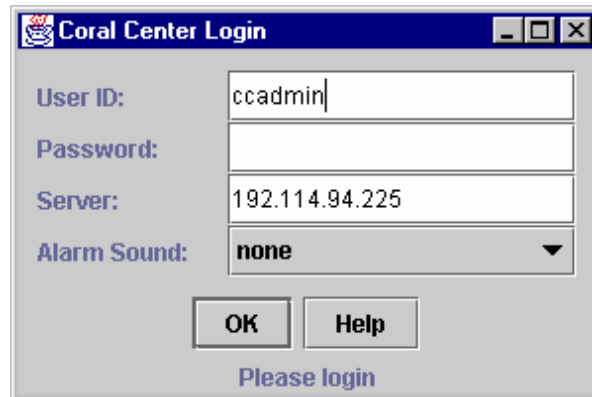 Coral Center Login
User ID: ccadmin
Password:
Server: 192.114.94.225
Alarm Sound: none
OK Help
Please login